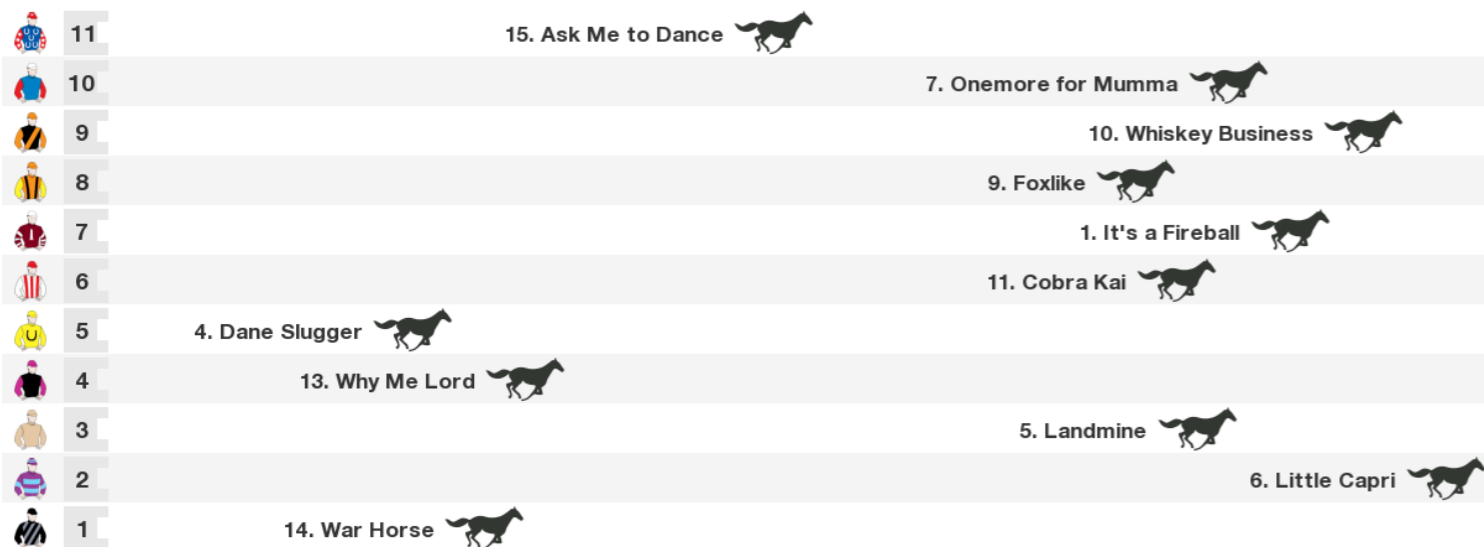 11 15. Ask Me to Dance
10 7. Onemore for Mumma
9 10. Whiskey Business
8 9. Foxlike
7 1. It's a Fireball
6 11. Cobra Kai
5 4. Dane Slugger
4 13. Why Me Lord
3 5. Landmine
2 6. Little Capri
1 14. War Horse